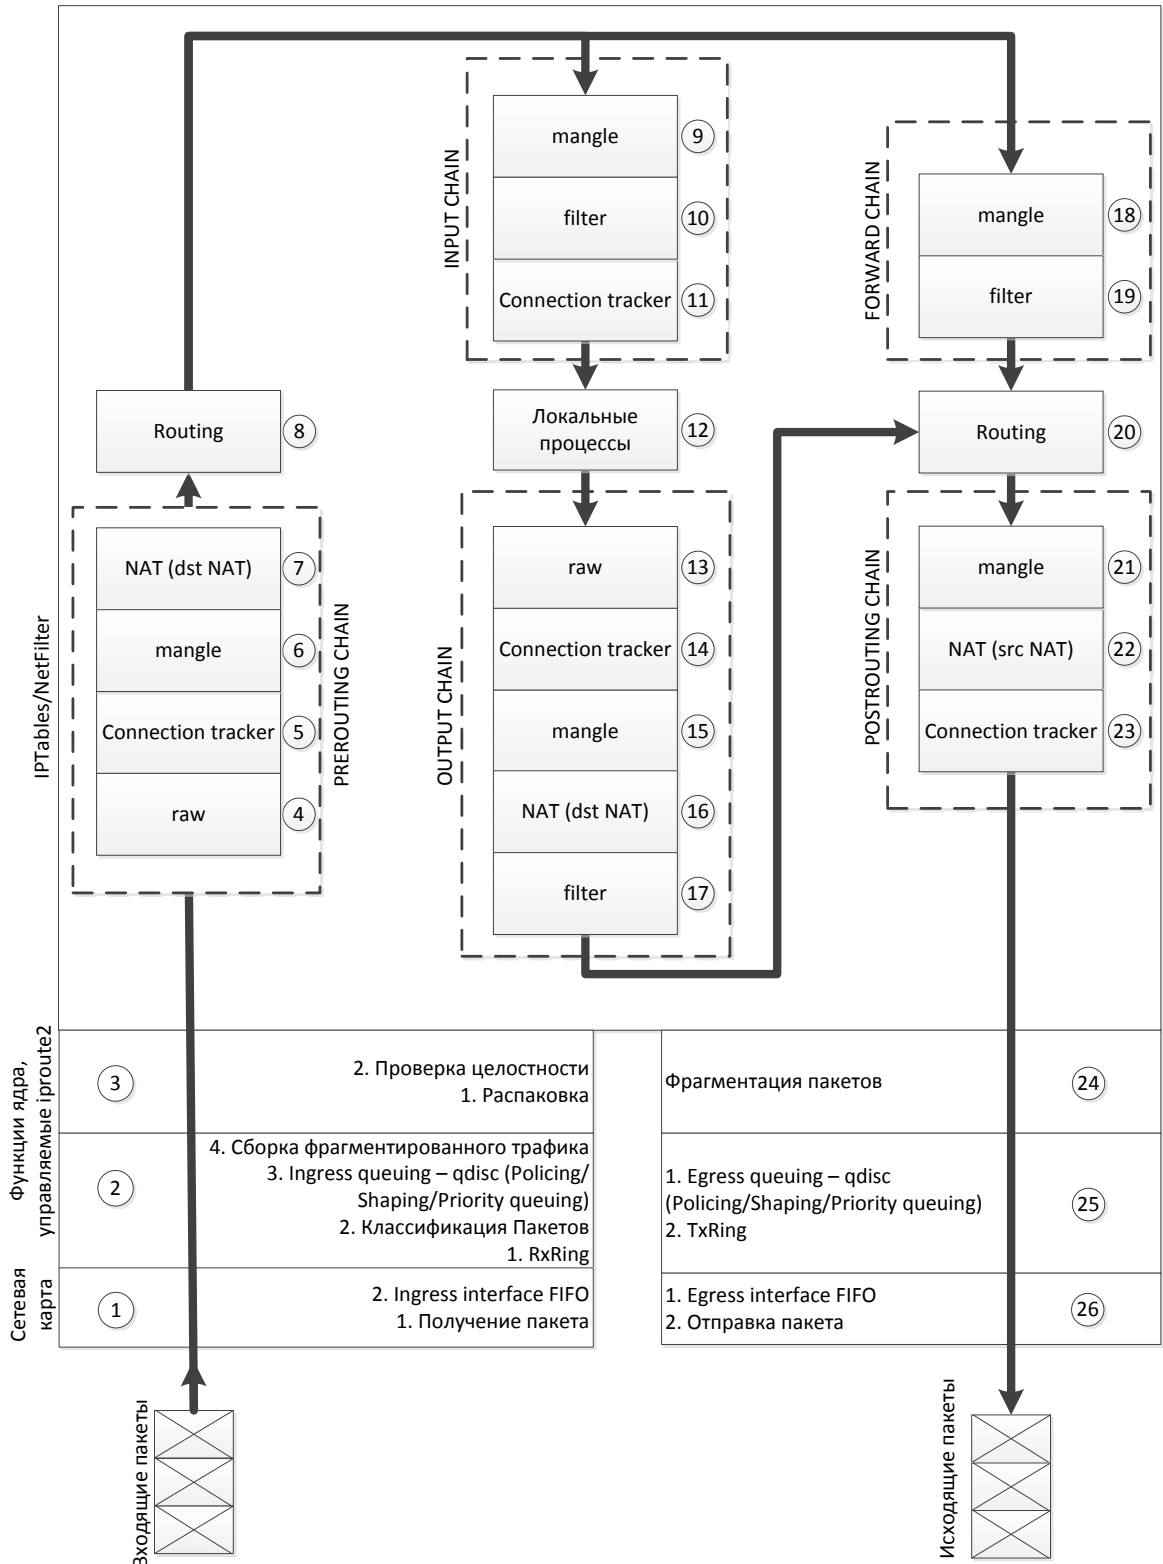 INPUT CHAIN
mangle
9
filter
10
Connection tracker
11
FORWARD CHAIN
mangle
18
filter
19
Routing
8
Локальные
процессы
12
Routing
20
IPTables/NetFilter
PREROUTING CHAIN
NAT (dst NAT)
7
mangle
6
Connection tracker
5
raw
4
OUTPUT CHAIN
raw
13
Connection tracker
14
mangle
15
NAT (dst NAT)
16
filter
17
POSTROUTING CHAIN
mangle
21
NAT (src NAT)
22
Connection tracker
23
Функции ядра,
управляемые iproute2
3
2. Проверка целостности
1. Распаковка
Фрагментация пакетов
24
2
4. Сборка фрагментированного трафика
3. Ingress queuing – qdisc (Policing/
Shaping/Priority queuing)
2. Классификация Пакетов
1. RxRing
1. Egress queuing – qdisc
(Policing/Shaping/Priority queuing)
2. TxRing
25
Сетевая
карта
1
2. Ingress interface FIFO
1. Получение пакета
1. Egress interface FIFO
2. Отправка пакета
26
Входящие пакеты
Исходящие пакеты